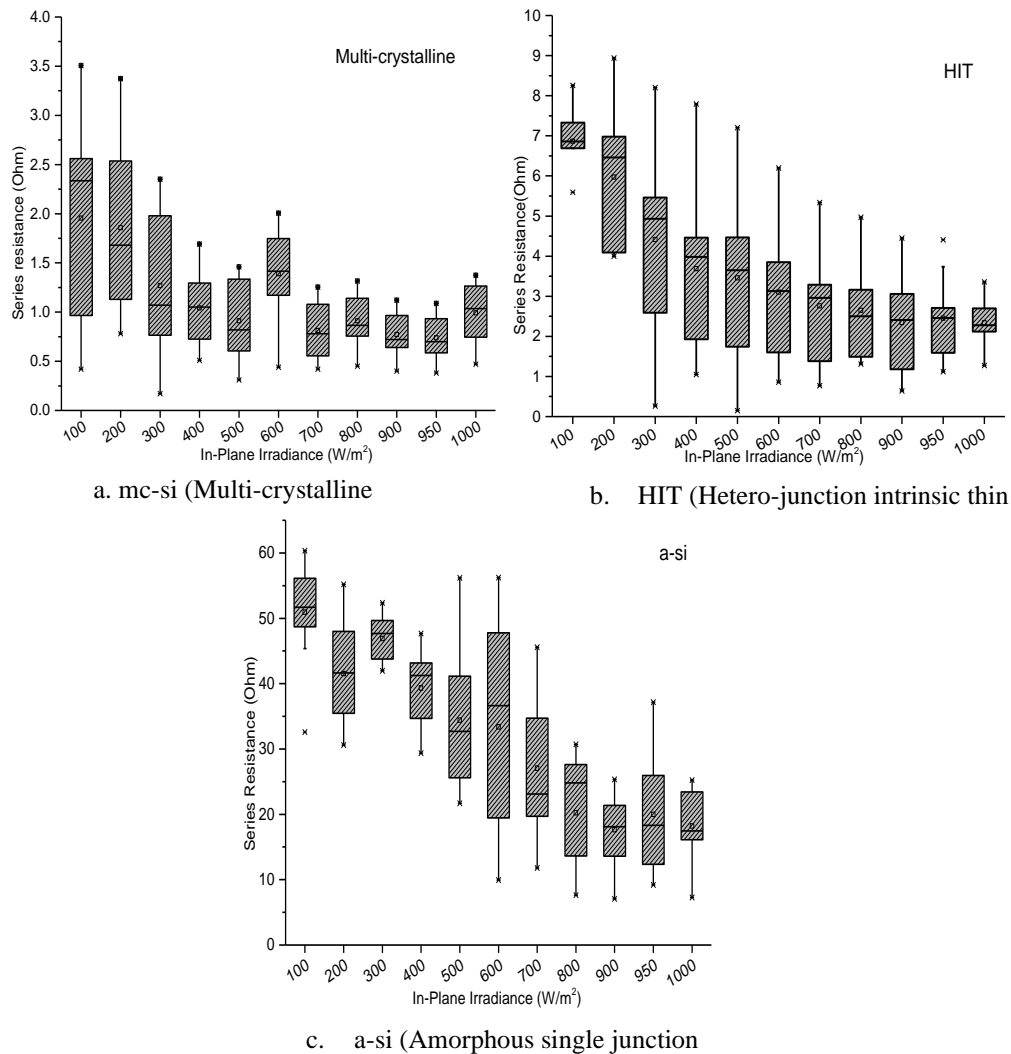 Multi-crystalline
Series resistance (Ohm)
4.0
3.5
3.0
2.5
2.0
1.5
1.0
0.5
0.0
100 200 300 400 500 600 700 800 900 950 1000
In-Plane Irradiance (W/m²)
a. mc-si (Multi-crystalline
HIT
Series Resistance(Ohm)
10
9
8
7
6
5
4
3
2
1
0
100 200 300 400 500 600 700 800 900 950 1000
In-Plane Irradiance (W/m²)
b. HIT (Hetero-junction intrinsic thin
a-si
Series Resistance (Ohm)
60
50
40
30
20
10
0
100 200 300 400 500 600 700 800 900 950 1000
In-Plane Irradiance (W/m²)
c. a-si (Amorphous single junction